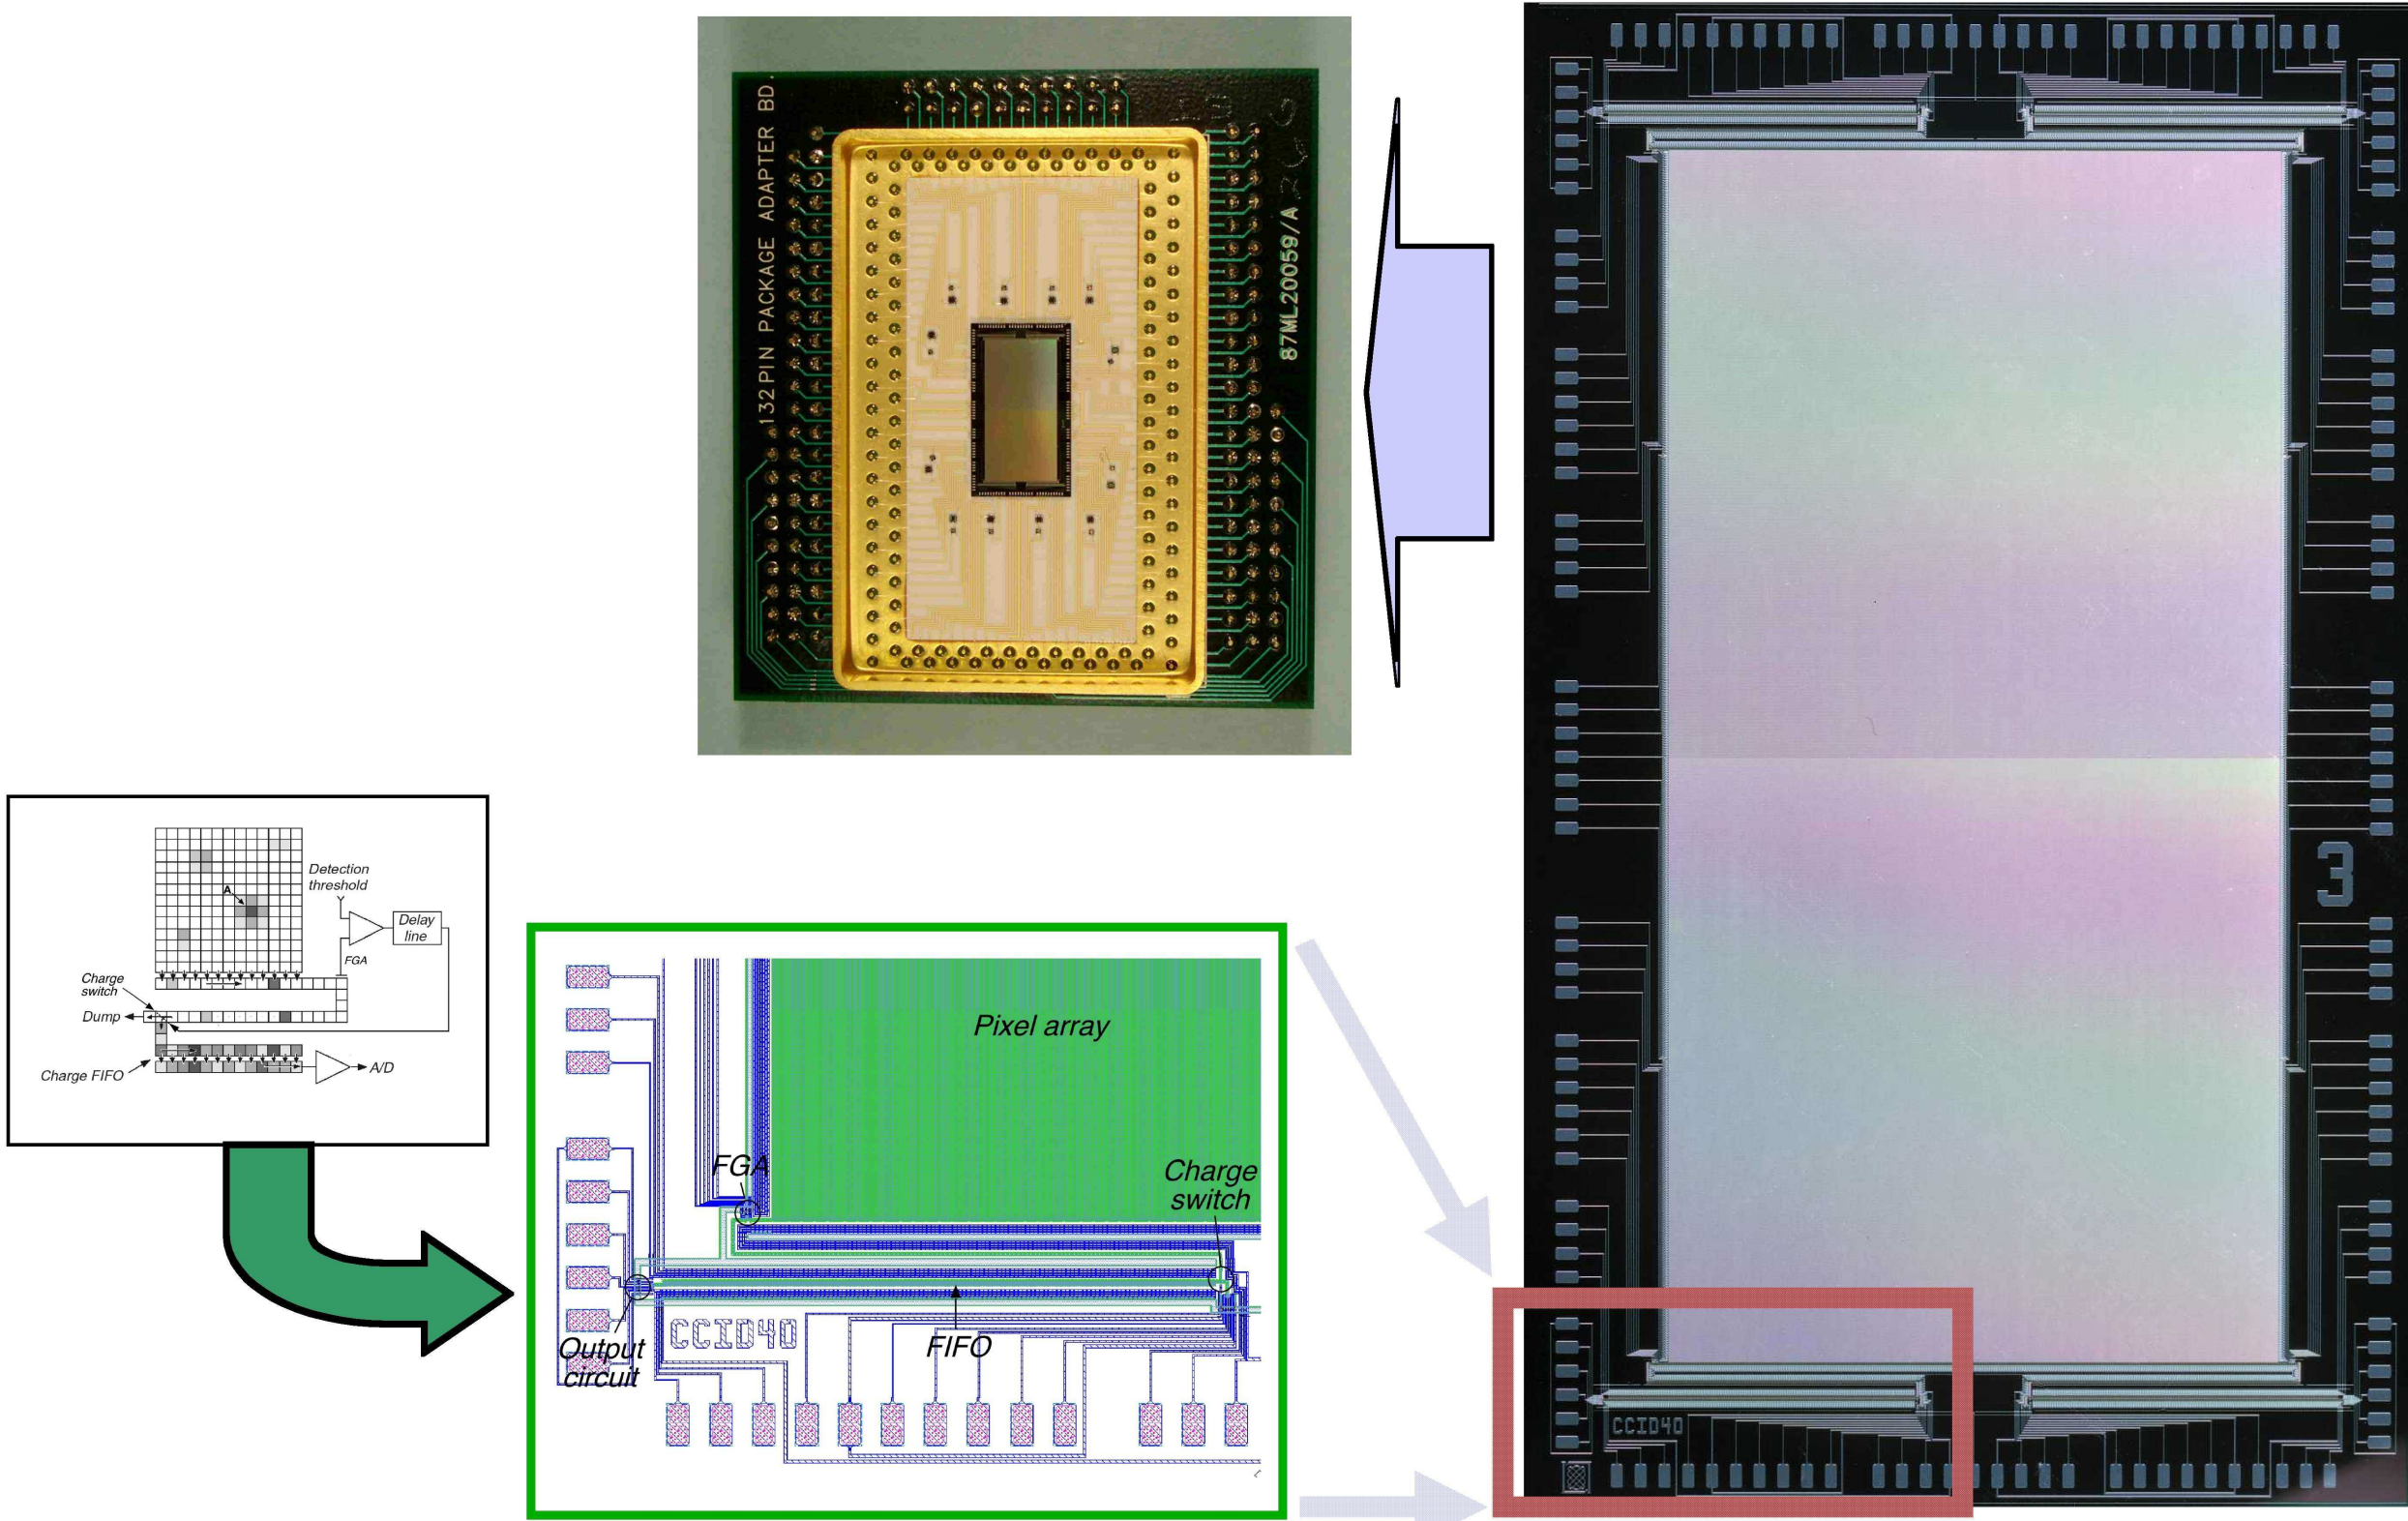 132 PIN PACKAGE ADAPTER BD.
87ML20059/A
3
CCID40
Detection
threshold
A
Delay
line
FGA
Charge
switch
Dump
Charge FIFO
A/D
Pixel array
FGA
Charge
switch
CCID40
FIFO
Output
circuit